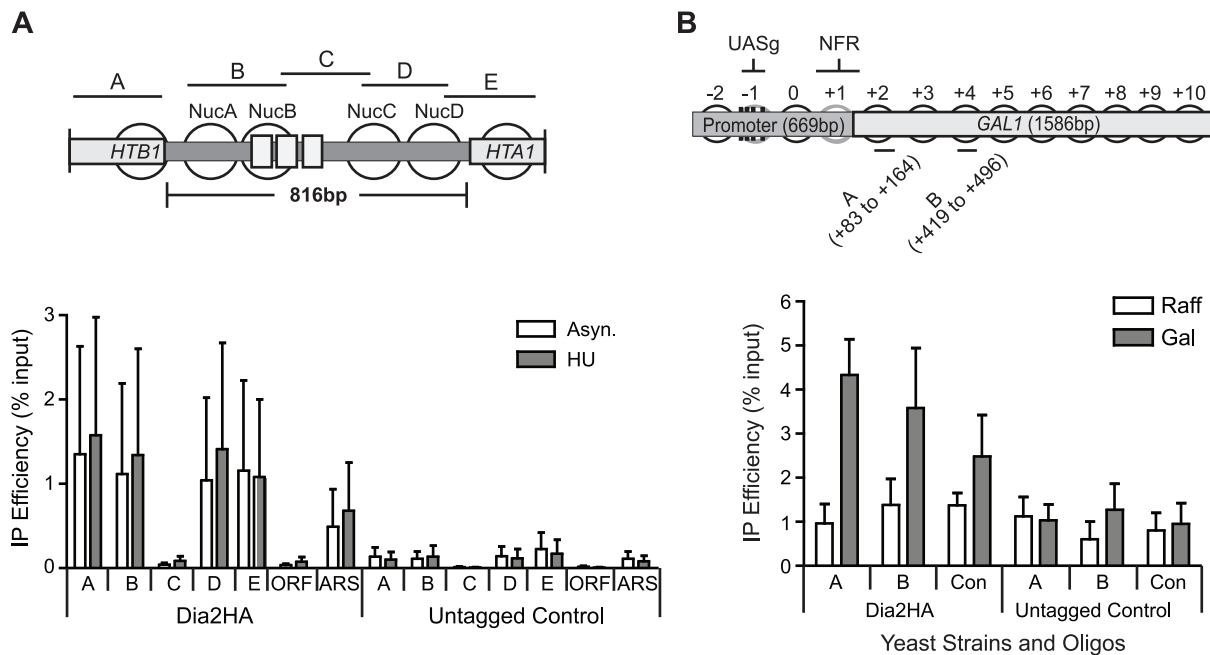 A
A
B
C
D
E
NucA
NucB
NucC
NucD
HTB1
HTA1
816bp
IP Efficiency (% input)
3
2
1
0
Asyn.
HU
A B C D E ORF ARS A B C D E ORF ARS
Dia2HA Untagged Control
B
UASg NFR
-2 -1 0 +1 +2 +3 +4 +5 +6 +7 +8 +9 +10
Promoter (669bp) GAL1 (1586bp)
A
(+83 to +164)
B
(+419 to +496)
IP Efficiency (% input)
6
5
4
3
2
1
0
Raff
Gal
A B Con A B Con
Dia2HA Untagged Control
Yeast Strains and Oligos